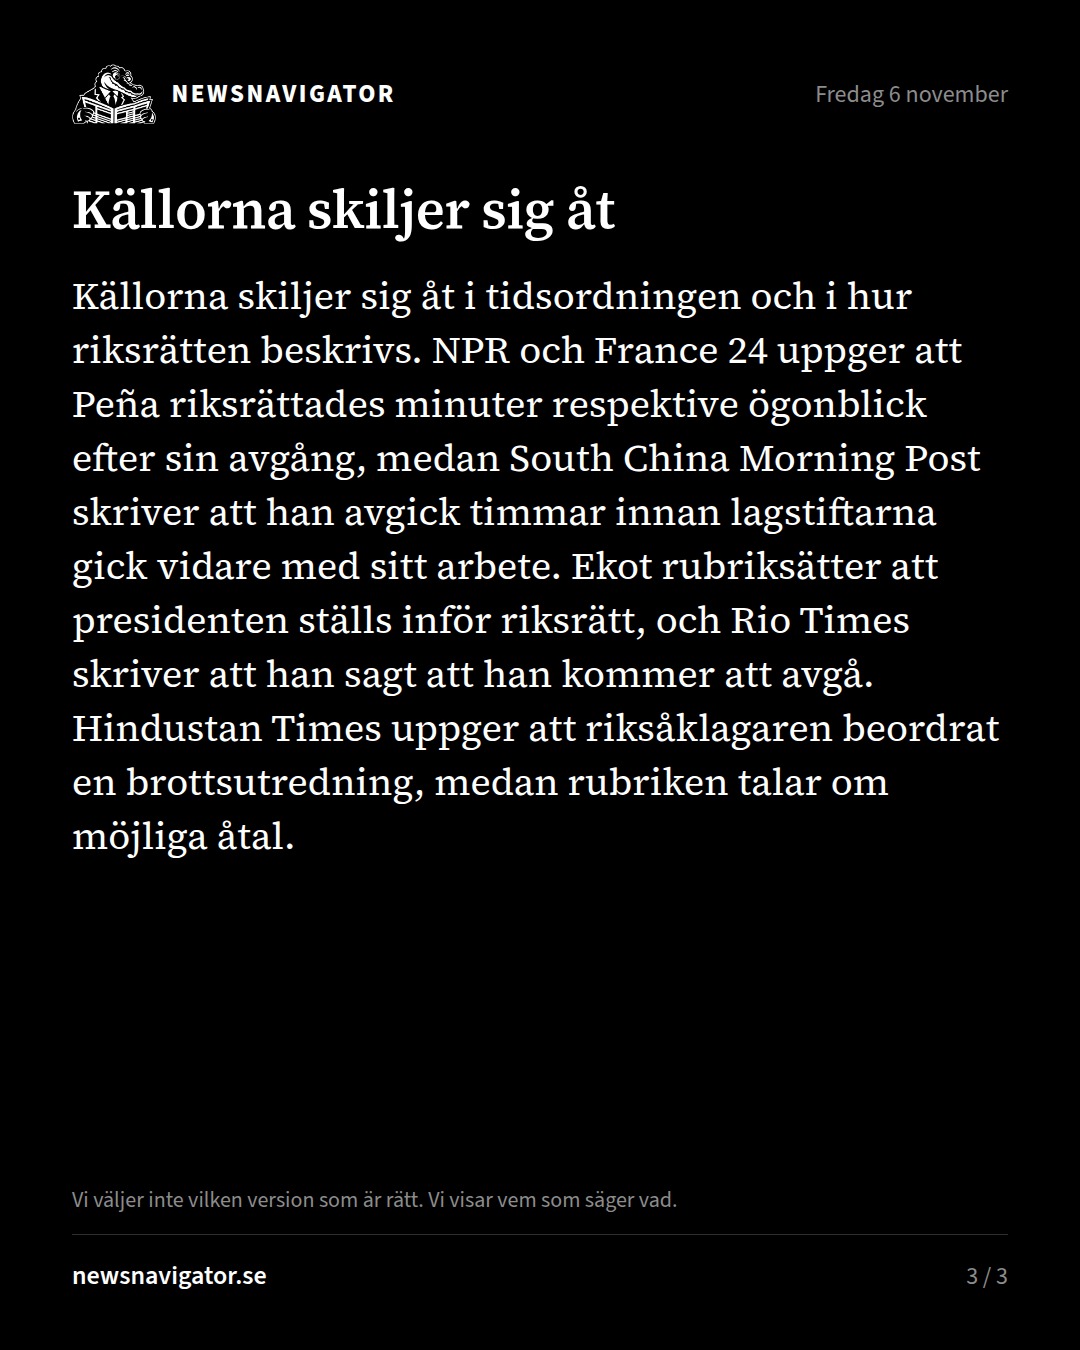 NEWSNAVIGATOR
Fredag 6 november
Källorna skiljer sig åt
Källorna skiljer sig åt i tidsordningen och i hur
riksrätten beskrivs. NPR och France 24 uppger att
Peña riksrättades minuter respektive ögonblick
efter sin avgång, medan South China Morning Post
skriver att han avgick timmar innan lagstiftarna
gick vidare med sitt arbete. Ekot rubriksätter att
presidenten ställs inför riksrätt, och Rio Times
skriver att han sagt att han kommer att avgå.
Hindustan Times uppger att riksåklagaren beordrat
en brottsutredning, medan rubriken talar om
möjliga åtal.
Vi väljer inte vilken version som är rätt. Vi visar vem som säger vad.
newsnavigator.se
3 / 3